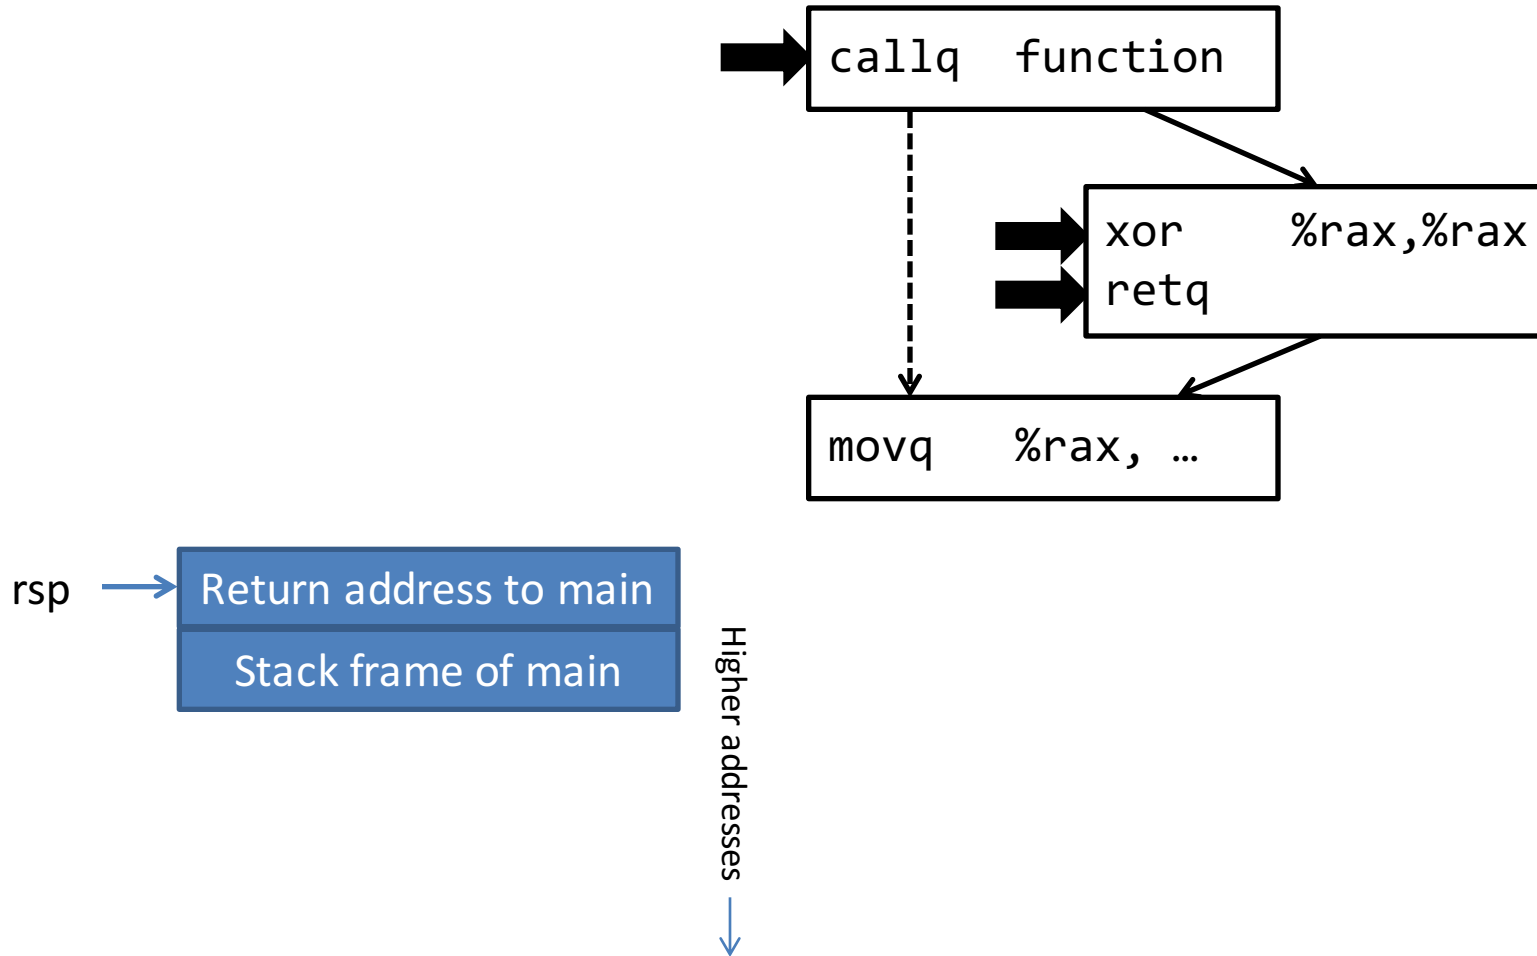 callq function
xor %rax,%rax
retq
movq %rax, …
rsp
Return address to main
Stack frame of main
Higher addresses